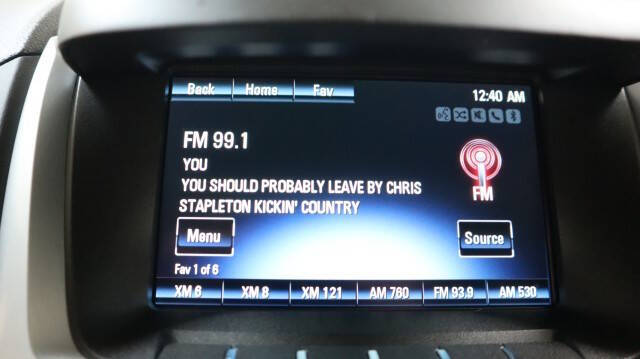 Back Home Fav 12:40 AM
FM 99.1
YOU
YOU SHOULD PROBABLY LEAVE BY CHRIS
STAPLETON KICKIN' COUNTRY
FM
Menu Source
Fav 1 of 6
XM 6 XM 8 XM 121 AM 760 FM 93.9 AM 530